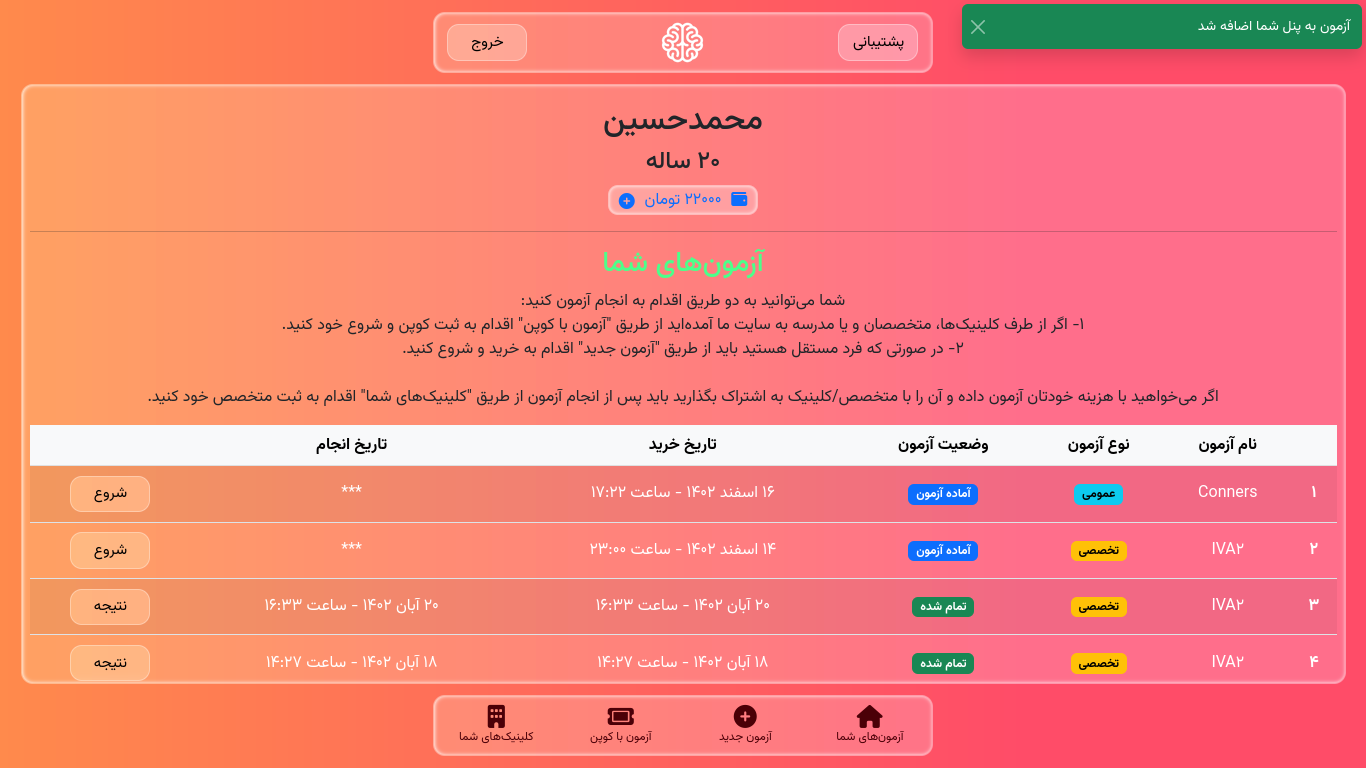 آزمون به پنل شما اضافه شد
پشتیبانی
خروج
محمدحسین
۲۰ ساله
۲۲۰۰۰ تومان
آزمون‌های شما
شما می‌توانید به دو طریق اقدام به انجام آزمون کنید:
۱- اگر از طرف کلینیک‌ها، متخصصان و یا مدرسه به سایت ما آمده‌اید از طریق "آزمون با کوپن" اقدام به ثبت کوپن و شروع خود کنید.
۲- در صورتی که فرد مستقل هستید باید از طریق "آزمون جدید" اقدام به خرید و شروع کنید.
اگر می‌خواهید با هزینه خودتان آزمون داده و آن را با متخصص/کلینیک به اشتراک بگذارید باید پس از انجام آزمون از طریق "کلینیک‌های شما" اقدام به ثبت متخصص خود کنید.
نام آزمون نوع آزمون وضعیت آزمون تاریخ خرید تاریخ انجام
۱ Conners عمومی آماده آزمون ۱۶ اسفند ۱۴۰۲ - ساعت ۱۷:۲۲ *** شروع
۲ IVA۲ تخصصی آماده آزمون ۱۴ اسفند ۱۴۰۲ - ساعت ۲۳:۰۰ *** شروع
۳ IVA۲ تخصصی تمام شده ۲۰ آبان ۱۴۰۲ - ساعت ۱۶:۳۳ ۲۰ آبان ۱۴۰۲ - ساعت ۱۶:۳۳ نتیجه
۴ IVA۲ تخصصی تمام شده ۱۸ آبان ۱۴۰۲ - ساعت ۱۴:۲۷ ۱۸ آبان ۱۴۰۲ - ساعت ۱۴:۲۷ نتیجه
آزمون‌های شما آزمون جدید آزمون با کوپن کلینیک‌های شما